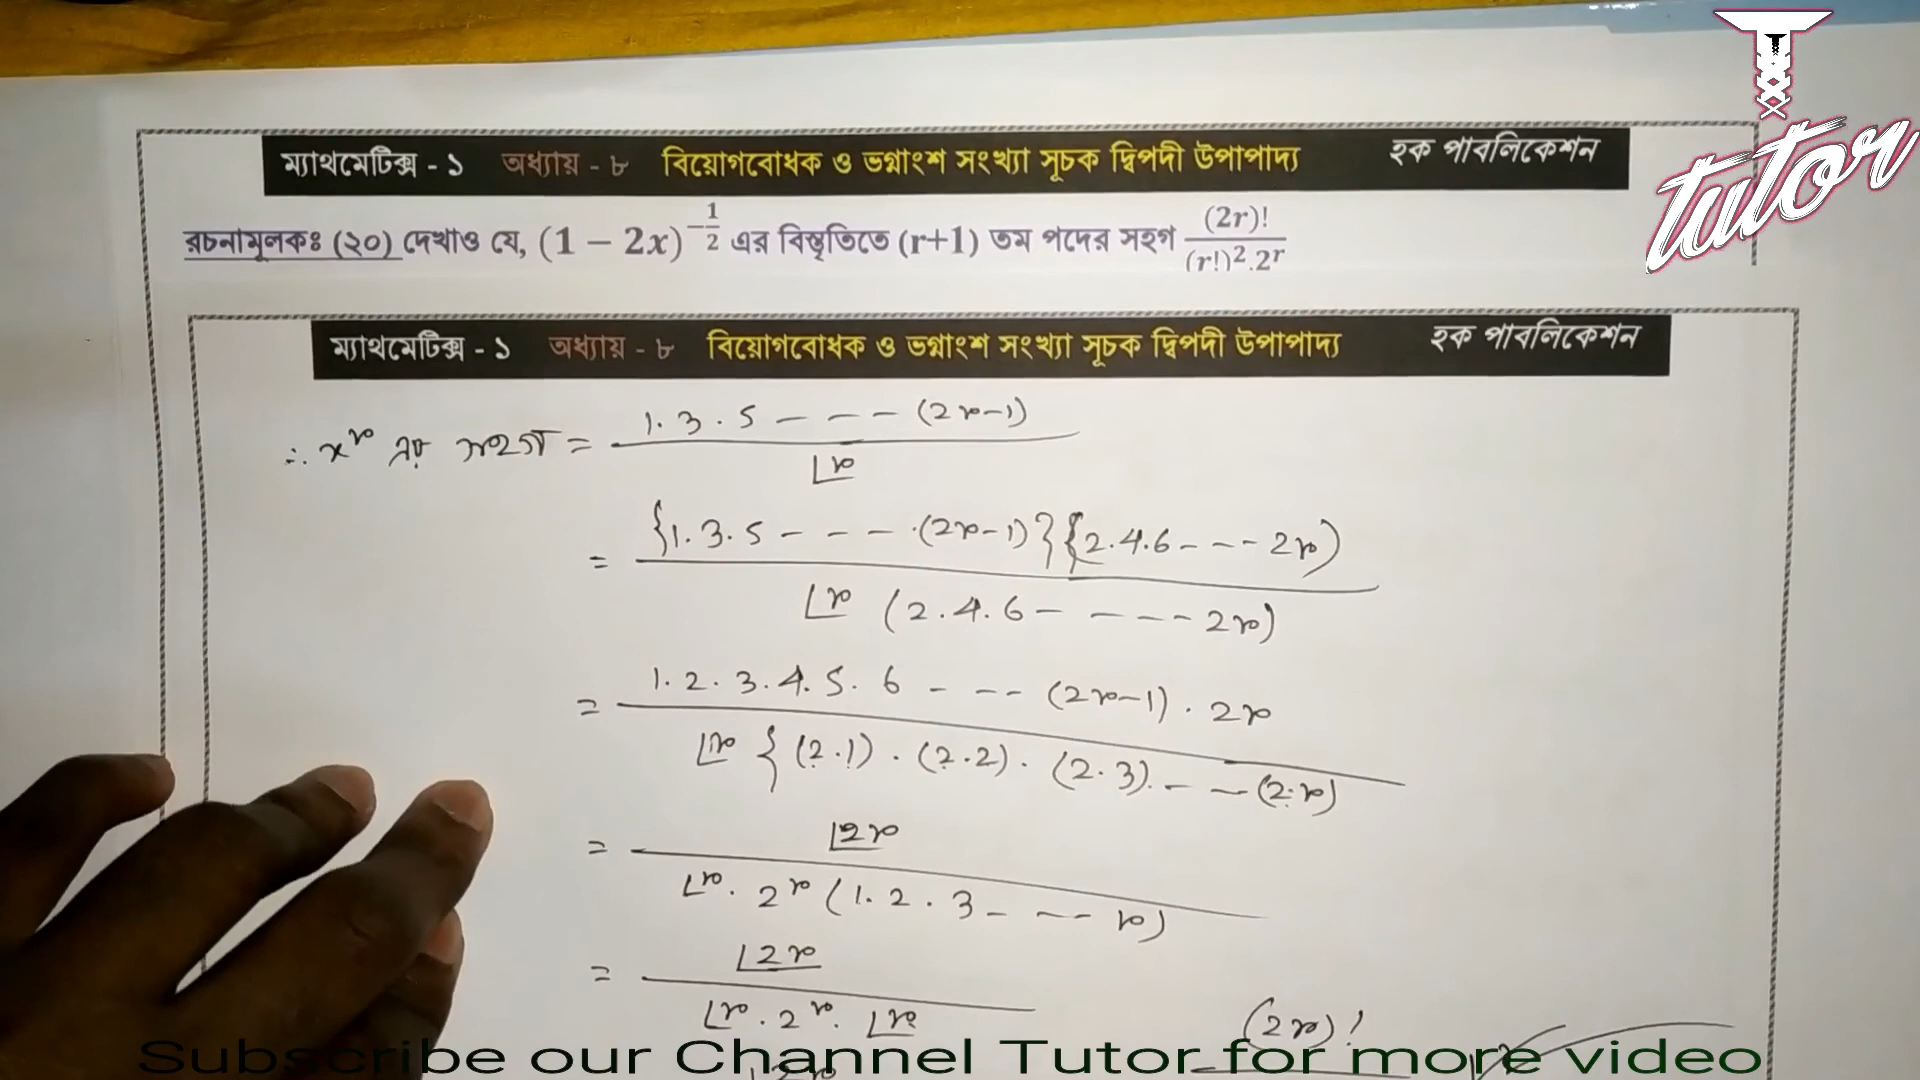 ম্যাথমেটিক্স - ১ অধ্যায় - ৮ বিয়োগবোধক ও ভগ্নাংশ সংখ্যা সূচক দ্বিপদী উপাপাদ্য হক পাবলিকেশন
tutor
রচনামূলকঃ (২০) দেখাও যে, (1 − 2x)^{-1/2} এর বিস্তৃতিতে (r+1) তম পদের সহগ (2r)! / (r!)².2^r
ম্যাথমেটিক্স - ১ অধ্যায় - ৮ বিয়োগবোধক ও ভগ্নাংশ সংখ্যা সূচক দ্বিপদী উপাপাদ্য হক পাবলিকেশন
∴ x^r এর সহগ = 1.3.5 - - - (2r-1) / ⌊r
= {1.3.5 - - - .(2r-1)}{2.4.6 - - - 2r) / ⌊r (2.4.6 - - - - 2r)
= 1.2.3.4.5.6 - - - (2r-1) . 2r / ⌊r {(2.1) . (2.2) . (2.3). - - (2.r)
= ⌊2r / ⌊r . 2^r (1.2.3 - - - r)
= ⌊2r / ⌊r . 2^r . ⌊r
(2r)!
Subscribe our Channel Tutor for more video